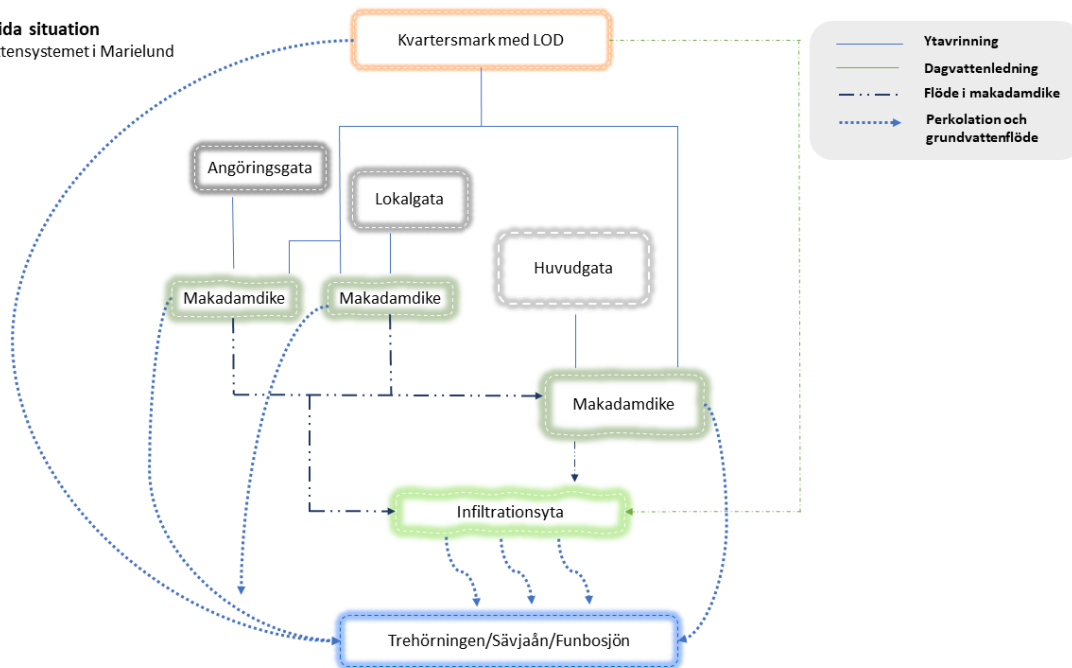 ida situation
ttensystemet i Marielund
Kvartersmark med LOD
Ytavrinning
Dagvattenledning
Flöde i makadamdike
Perkolation och
grundvattenflöde
Angöringsgata
Lokalgata
Huvudgata
Makadamdike
Makadamdike
Makadamdike
Infiltrationsyta
Trehörningen/Sävjaån/Funbosjön